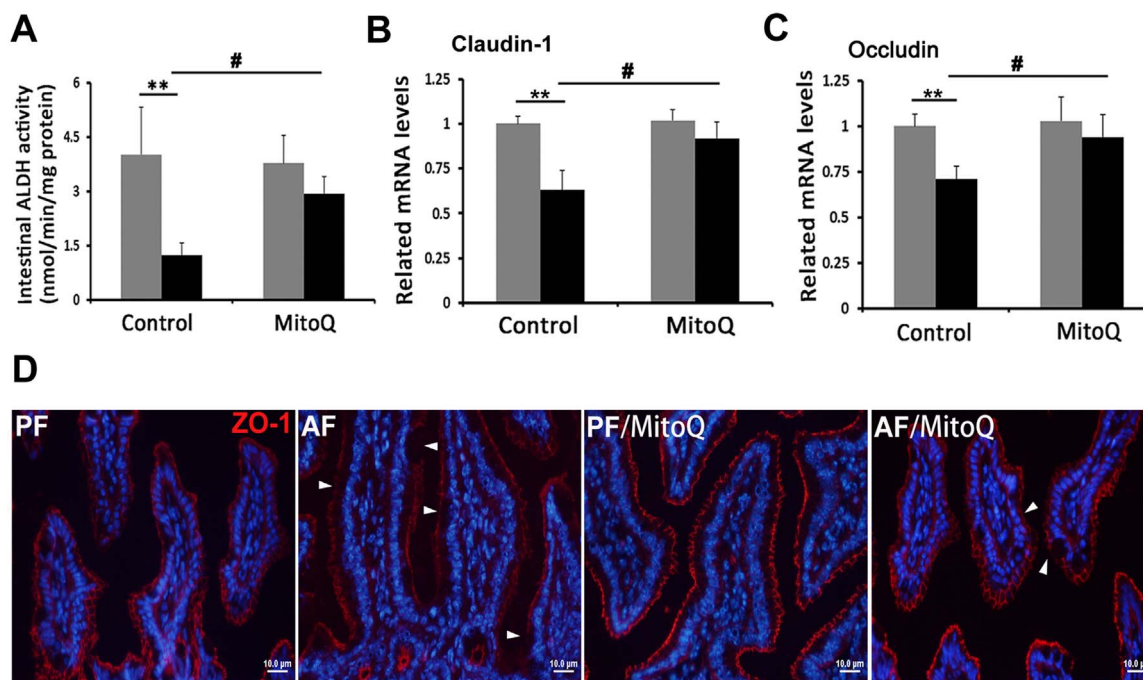 A
Intestinal ALDH activity
(nmol/min/mg protein)
6
4.5
3
1.5
0
**
#
Control
MitoQ
B
Claudin-1
Related mRNA levels
1.25
1
0.75
0.5
0.25
0
**
#
Control
MitoQ
C
Occludin
Related mRNA levels
1.25
1
0.75
0.5
0.25
0
**
#
Control
MitoQ
D
PF
ZO-1
10.0 µm
AF
10.0 µm
PF/MitoQ
10.0 µm
AF/MitoQ
10.0 µm